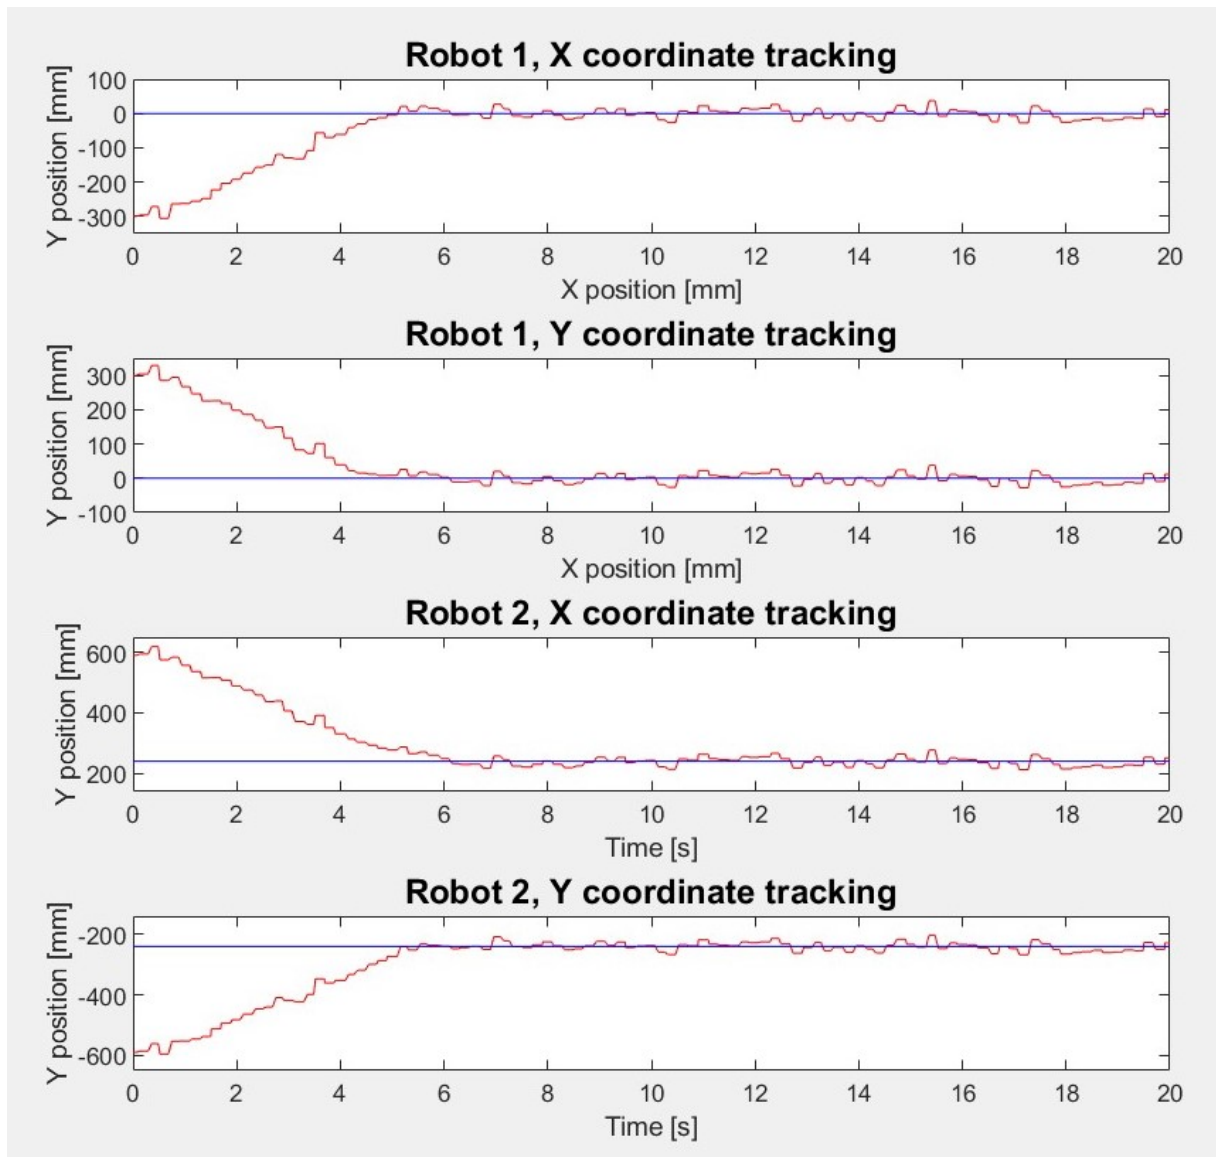 Robot 1, X coordinate tracking
Y position [mm]
100
0
-100
-200
-300
0 2 4 6 8 10 12 14 16 18 20
X position [mm]
Robot 1, Y coordinate tracking
Y position [mm]
300
200
100
0
-100
0 2 4 6 8 10 12 14 16 18 20
X position [mm]
Robot 2, X coordinate tracking
Y position [mm]
600
400
200
0 2 4 6 8 10 12 14 16 18 20
Time [s]
Robot 2, Y coordinate tracking
Y position [mm]
-200
-400
-600
0 2 4 6 8 10 12 14 16 18 20
Time [s]